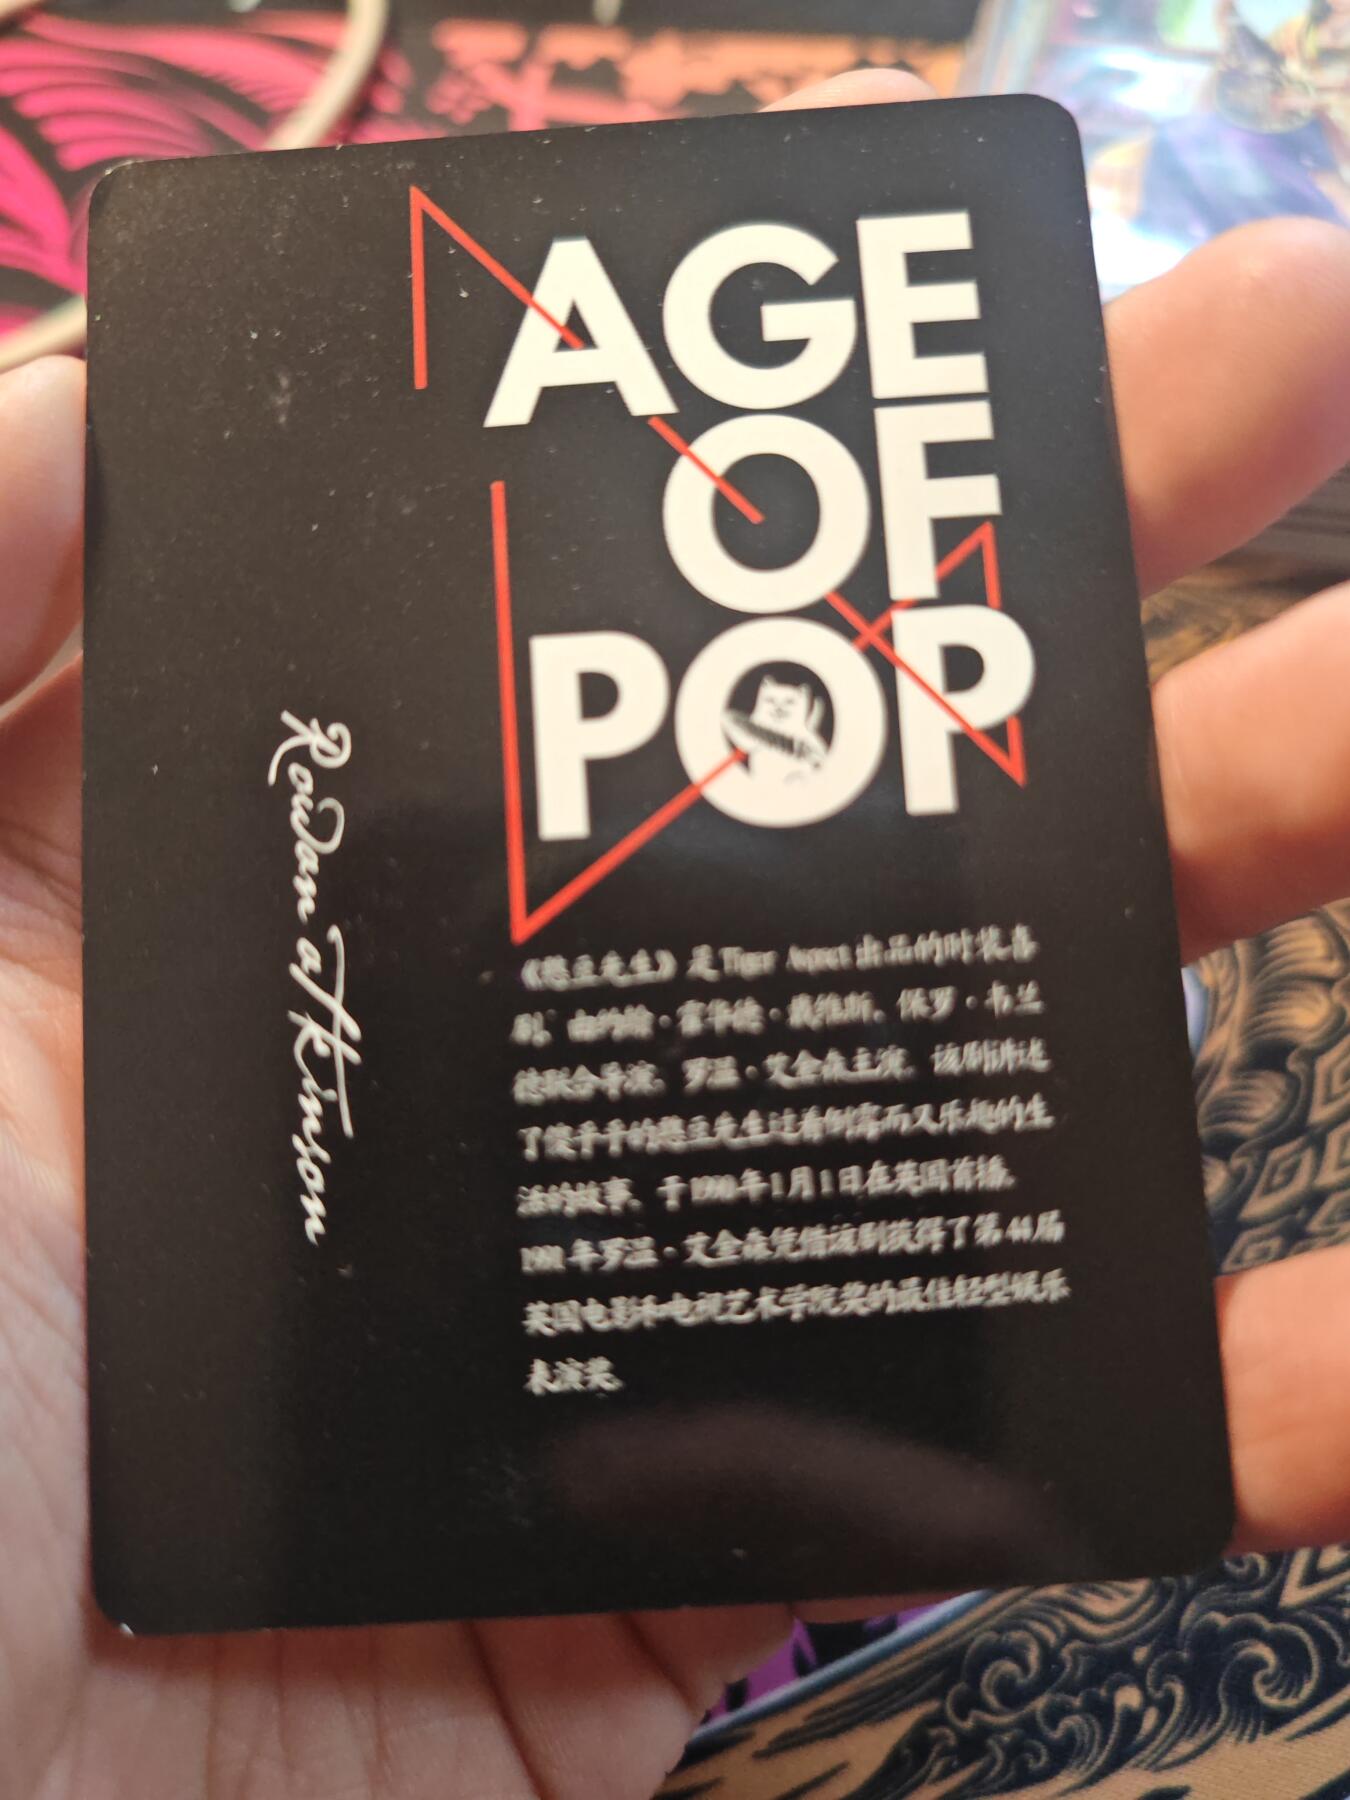 AGE
OF
POP
Rowan atkinson
《憨豆先生》是Tiger Aspect出品的时装喜
剧，由约翰·霍华德·戴维斯、保罗·韦兰
德联合导演，罗温·艾金森主演，该剧讲述
了傻乎乎的憨豆先生过着倒霉而又乐趣的生
活的故事，于1990年1月1日在英国首播。
1991年罗温·艾金森凭借该剧获得了第44届
英国电影和电视艺术学院奖的最佳轻型娱乐
表演奖。